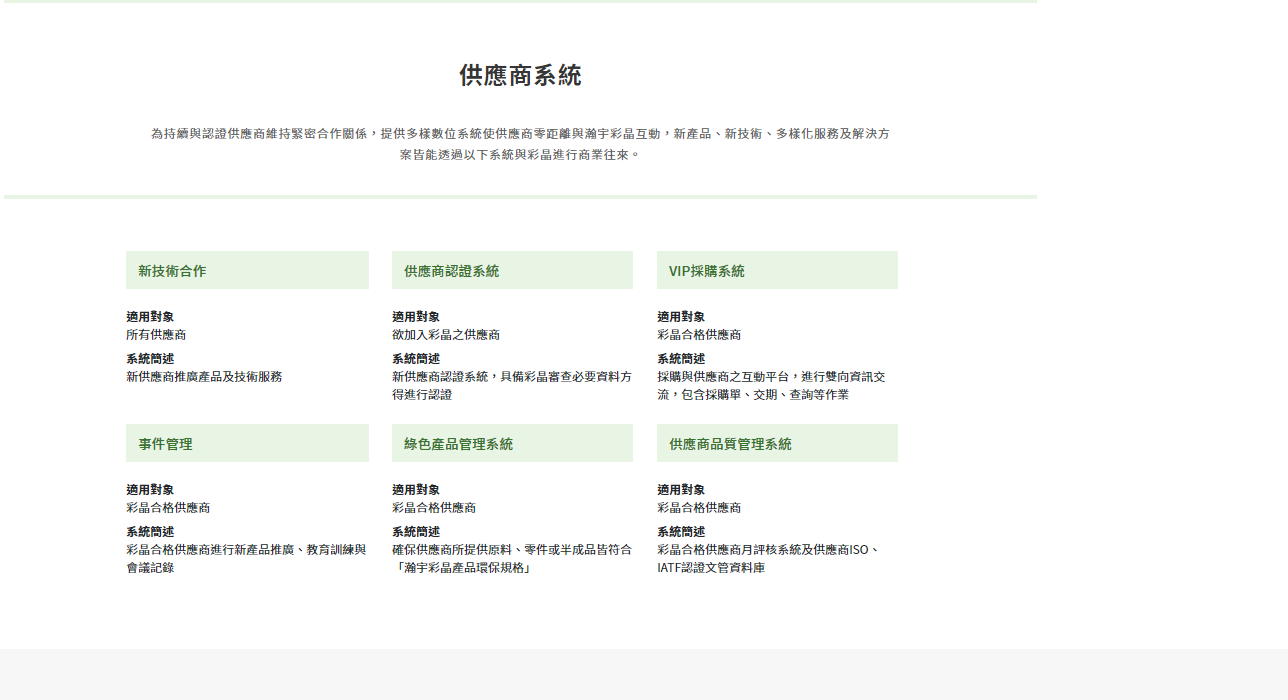 供應商系統
為持續與認證供應商維持緊密合作關係，提供多樣數位系統使供應商零距離與瀚宇彩晶互動，新產品、新技術、多樣化服務及解決方
案皆能透過以下系統與彩晶進行商業往來。
新技術合作
適用對象
所有供應商
系統簡述
新供應商推廣產品及技術服務
供應商認證系統
適用對象
欲加入彩晶之供應商
系統簡述
新供應商認證系統，具備彩晶審查必要資料方
得進行認證
VIP採購系統
適用對象
彩晶合格供應商
系統簡述
採購與供應商之互動平台，進行雙向資訊交
流，包含採購單、交期、查詢等作業
事件管理
適用對象
彩晶合格供應商
系統簡述
彩晶合格供應商進行新產品推廣、教育訓練與
會議記錄
綠色產品管理系統
適用對象
彩晶合格供應商
系統簡述
確保供應商所提供原料、零件或半成品皆符合
「瀚宇彩晶產品環保規格」
供應商品質管理系統
適用對象
彩晶合格供應商
系統簡述
彩晶合格供應商月評核系統及供應商ISO、
IATF認證文管資料庫